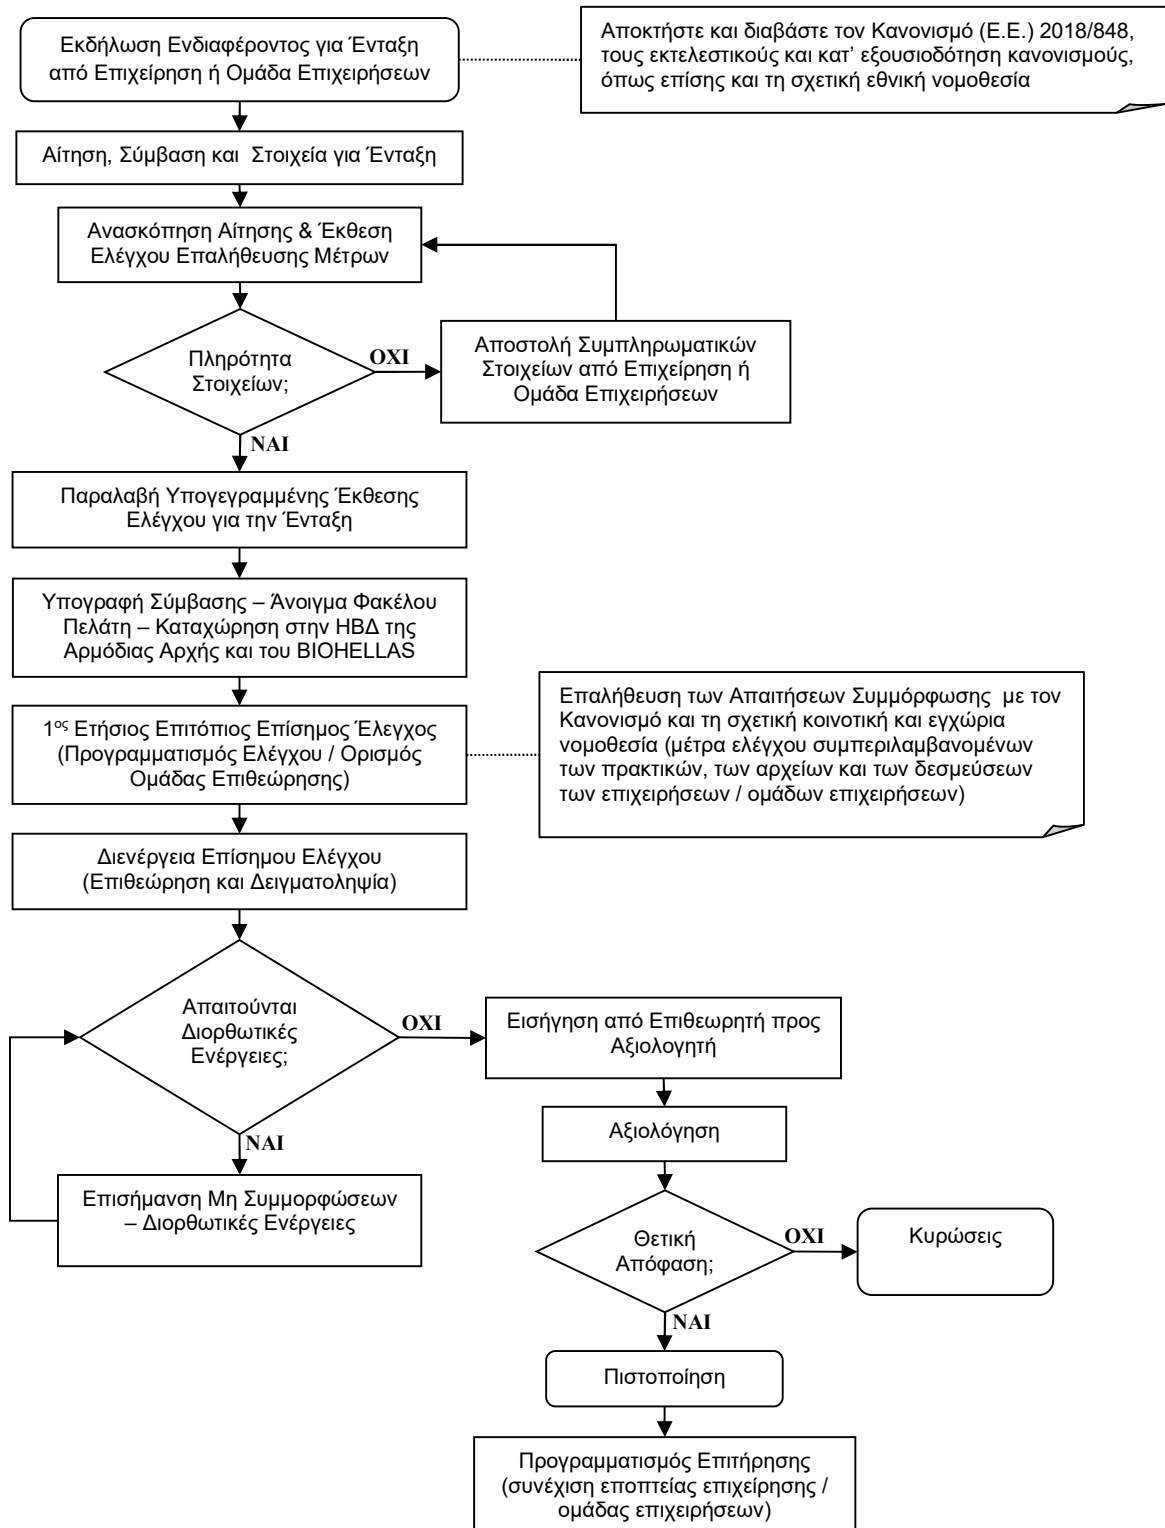 Εκδήλωση Ενδιαφέροντος για Ένταξη
από Επιχείρηση ή Ομάδα Επιχειρήσεων
Αποκτήστε και διαβάστε τον Κανονισμό (Ε.Ε.) 2018/848,
τους εκτελεστικούς και κατ’ εξουσιοδότηση κανονισμούς,
όπως επίσης και τη σχετική εθνική νομοθεσία
Αίτηση, Σύμβαση και Στοιχεία για Ένταξη
Ανασκόπηση Αίτησης & Έκθεση
Ελέγχου Επαλήθευσης Μέτρων
Πληρότητα
Στοιχείων;
ΟΧΙ
Αποστολή Συμπληρωματικών
Στοιχείων από Επιχείρηση ή
Ομάδα Επιχειρήσεων
ΝΑΙ
Παραλαβή Υπογεγραμμένης Έκθεσης
Ελέγχου για την Ένταξη
Υπογραφή Σύμβασης – Άνοιγμα Φακέλου
Πελάτη – Καταχώρηση στην ΗΒΔ της
Αρμόδιας Αρχής και του BIOHELLAS
1ος Ετήσιος Επιτόπιος Επίσημος Έλεγχος
(Προγραμματισμός Ελέγχου / Ορισμός
Ομάδας Επιθεώρησης)
Επαλήθευση των Απαιτήσεων Συμμόρφωσης με τον
Κανονισμό και τη σχετική κοινοτική και εγχώρια
νομοθεσία (μέτρα ελέγχου συμπεριλαμβανομένων
των πρακτικών, των αρχείων και των δεσμεύσεων
των επιχειρήσεων / ομάδων επιχειρήσεων)
Διενέργεια Επίσημου Ελέγχου
(Επιθεώρηση και Δειγματοληψία)
Απαιτούνται
Διορθωτικές
Ενέργειες;
ΟΧΙ
Εισήγηση από Επιθεωρητή προς
Αξιολογητή
ΝΑΙ
Επισήμανση Μη Συμμορφώσεων
– Διορθωτικές Ενέργειες
Αξιολόγηση
Θετική
Απόφαση;
ΟΧΙ
Κυρώσεις
ΝΑΙ
Πιστοποίηση
Προγραμματισμός Επιτήρησης
(συνέχιση εποπτείας επιχείρησης /
ομάδας επιχειρήσεων)